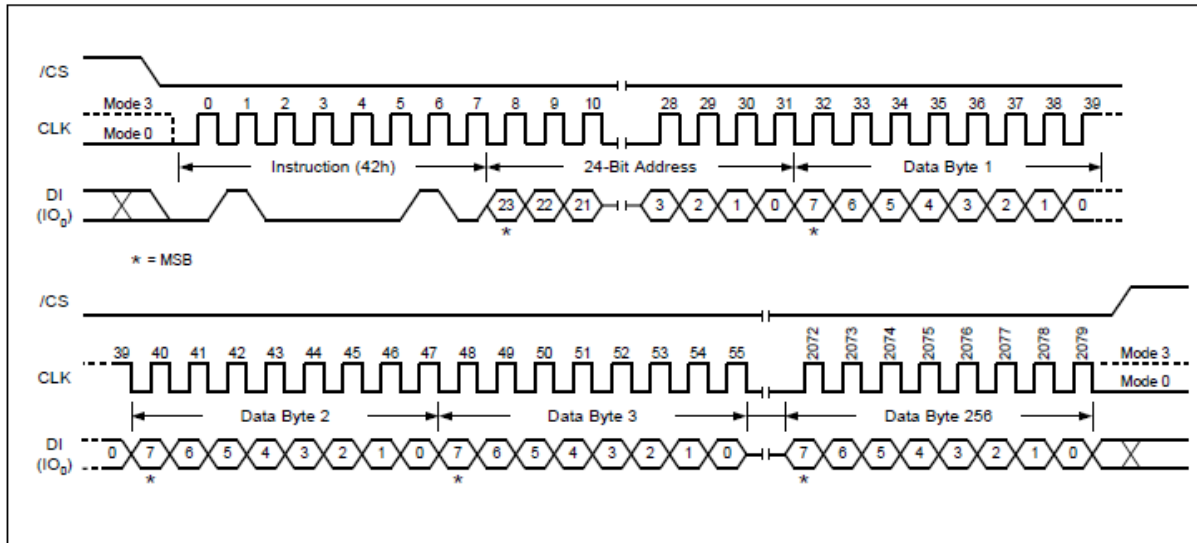 /CS
Mode 3 0 1 2 3 4 5 6 7 8 9 10 28 29 30 31 32 33 34 35 36 37 38 39
CLK Mode 0
Instruction (42h) 24-Bit Address Data Byte 1
DI
(IO0) 23 22 21 3 2 1 0 7 6 5 4 3 2 1 0
* *
* = MSB
/CS
39 40 41 42 43 44 45 46 47 48 49 50 51 52 53 54 55 2072 2073 2074 2075 2076 2077 2078 2079 Mode 3
CLK Mode 0
Data Byte 2 Data Byte 3 Data Byte 256
DI
(IO0) 0 7 6 5 4 3 2 1 0 7 6 5 4 3 2 1 0 7 6 5 4 3 2 1 0
* * *